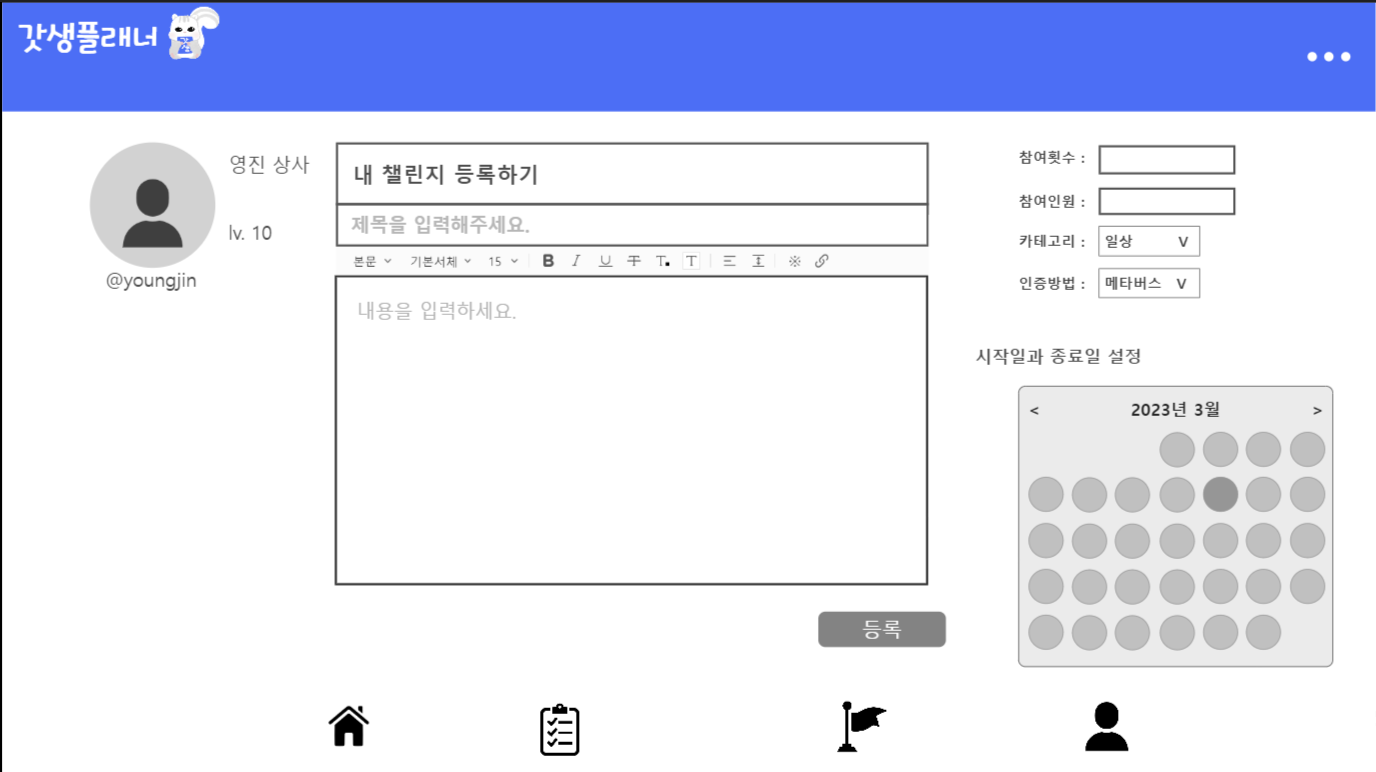 갓생플래너
영진 상사
lv. 10
@youngjin
내 챌린지 등록하기
제목을 입력해주세요.
본문 기본서체 15 B I U T T. T
내용을 입력하세요.
등록
참여횟수 :
참여인원 :
카테고리 : 일상 V
인증방법 : 메타버스 V
시작일과 종료일 설정
< 2023년 3월 >